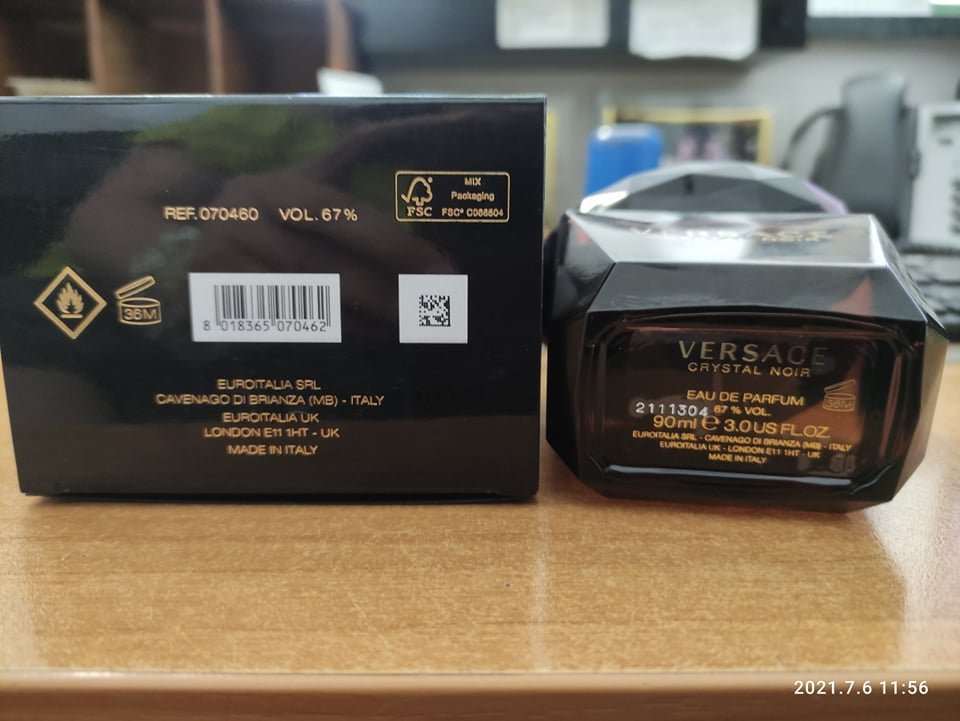 REF. 070460 VOL. 67%
FSC
MIX
Packaging
FSC® C088604
36M
8 018365 070462
EUROITALIA SRL
CAVENAGO DI BRIANZA (MB) - ITALY
EUROITALIA UK
LONDON E11 1HT - UK
MADE IN ITALY
VERSACE
CRYSTAL NOIR
EAU DE PARFUM
36M
2111304 67 % VOL.
90ml e 3.0 US FL.OZ.
EUROITALIA SRL - CAVENAGO DI BRIANZA (MB) - ITALY
EUROITALIA UK - LONDON E11 1HT - UK
MADE IN ITALY
2021.7.6 11:56